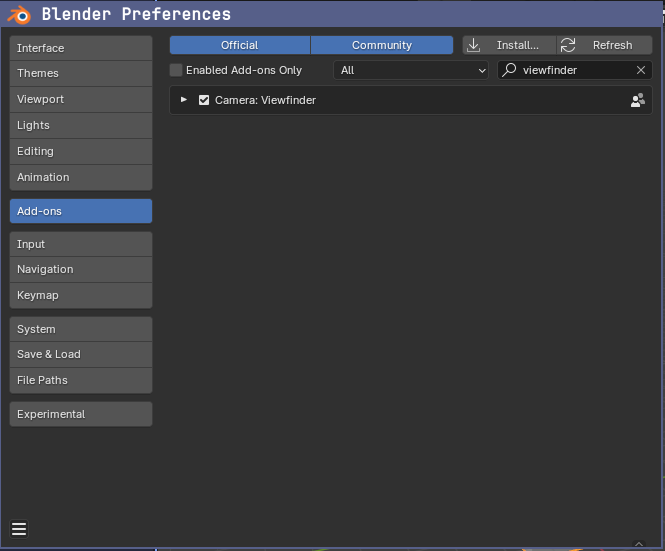 Blender Preferences
Interface
Themes
Viewport
Lights
Editing
Animation
Add-ons
Input
Navigation
Keymap
System
Save & Load
File Paths
Experimental
Official
Community
Install...
Refresh
Enabled Add-ons Only
All
viewfinder
Camera: Viewfinder